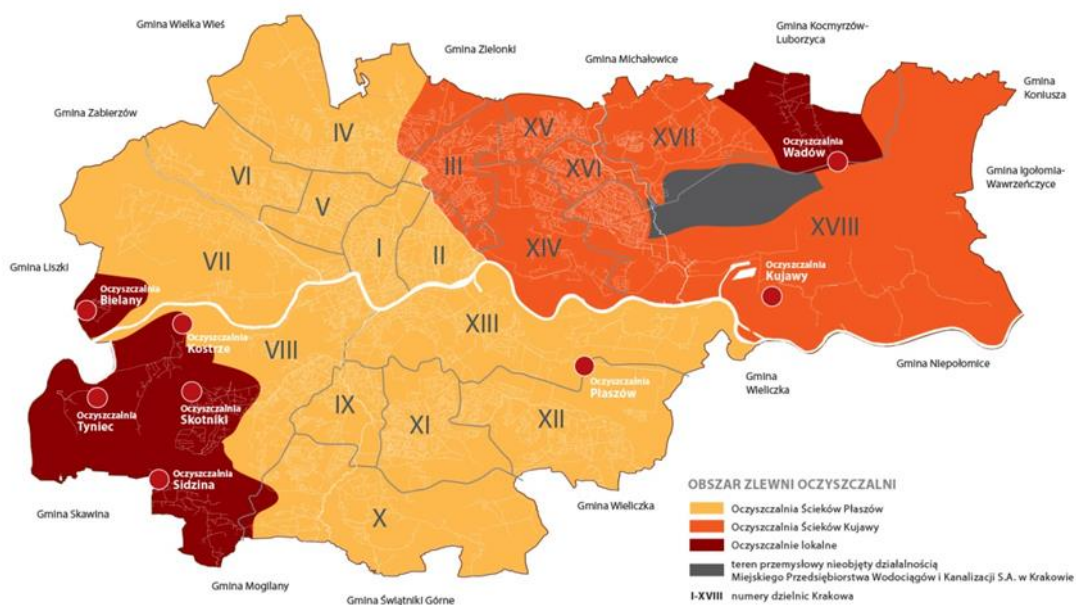 Gmina Wielka Wieś
Gmina Zielonki
Gmina Kocmyrzów-
Luborzyca
Gmina Michałowice
Gmina
Koniusza
Gmina Zabierzów
Gmina Igołomia-
Wawrzeńczyce
Gmina Liszki
IV
XV
XVII
Oczyszczalnia
Wadów
VI
III
XVI
V
XVIII
I
II
XIV
VII
Oczyszczalnia
Bielany
Oczyszczalnia
Kujawy
Oczyszczalnia
Kostrze
VIII
XIII
Gmina Niepołomice
Gmina
Wieliczka
Oczyszczalnia
Płaszów
Oczyszczalnia
Tyniec
Oczyszczalnia
Skotniki
IX
XI
XII
Oczyszczalnia
Sidzina
Gmina Skawina
X
Gmina Wieliczka
Gmina Mogilany
Gmina Świątniki Górne
OBSZAR ZLEWNI OCZYSZCZALNI
Oczyszczalnia Ścieków Płaszów
Oczyszczalnia Ścieków Kujawy
Oczyszczalnie lokalne
teren przemysłowy nieobjęty działalnością
Miejskiego Przedsiębiorstwa Wodociągów i Kanalizacji S.A. w Krakowie
I-XVIII numery dzielnic Krakowa